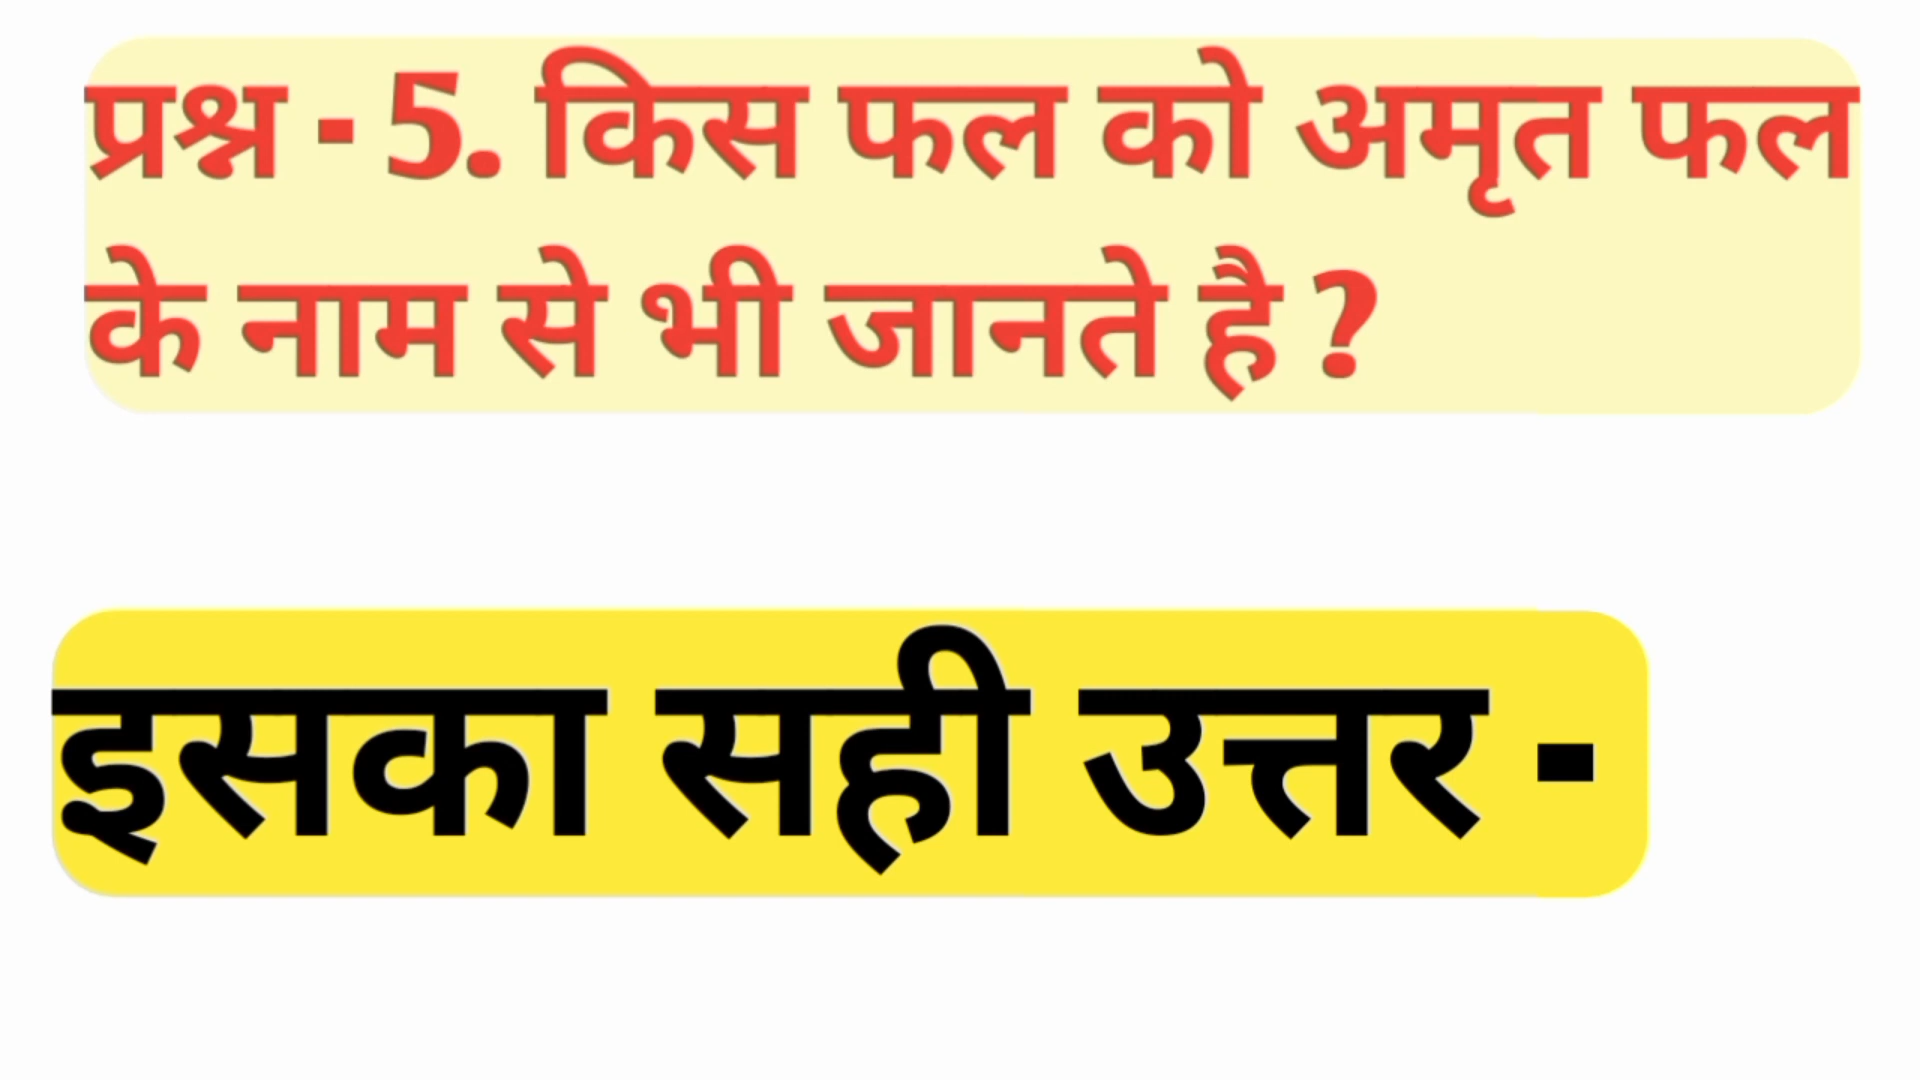 प्रश्न - 5. किस फल को अमृत फल
के नाम से भी जानते है ?
इसका सही उत्तर -